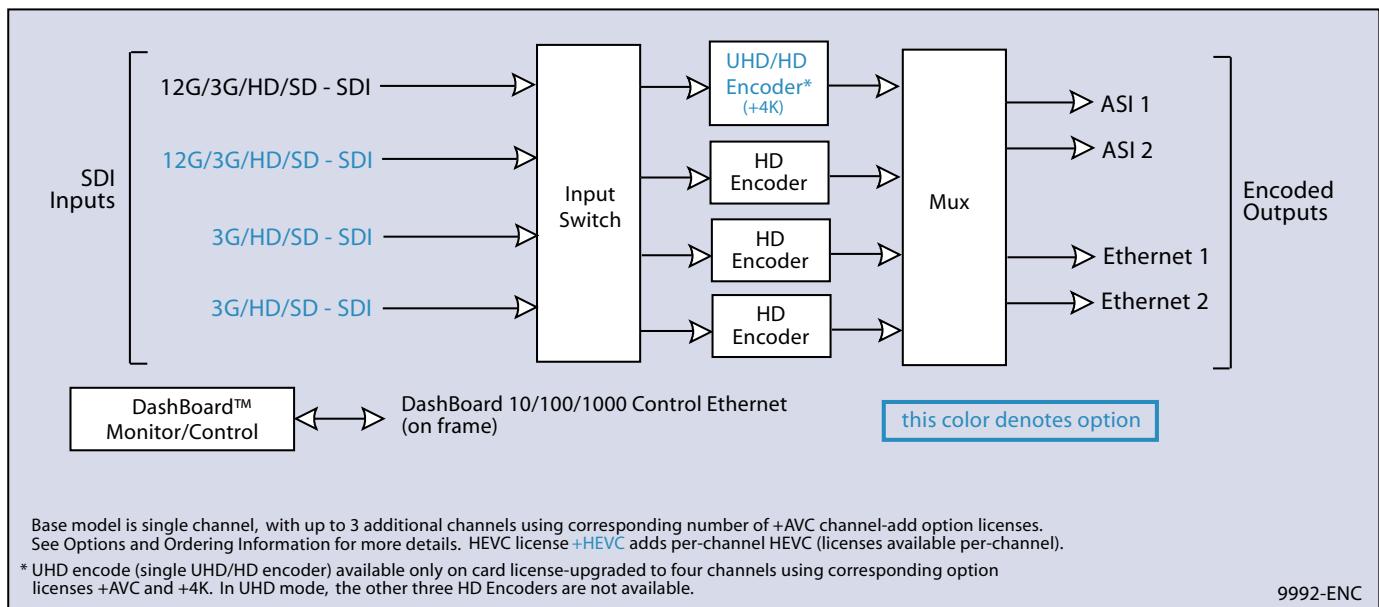 SDI
Inputs
12G/3G/HD/SD - SDI
12G/3G/HD/SD - SDI
3G/HD/SD - SDI
3G/HD/SD - SDI
Input
Switch
UHD/HD
Encoder*
(+4K)
HD
Encoder
HD
Encoder
HD
Encoder
Mux
ASI 1
ASI 2
Ethernet 1
Ethernet 2
Encoded
Outputs
DashBoard™
Monitor/Control
DashBoard 10/100/1000 Control Ethernet
(on frame)
this color denotes option
Base model is single channel, with up to 3 additional channels using corresponding number of +AVC channel-add option licenses.
See Options and Ordering Information for more details. HEVC license +HEVC adds per-channel HEVC (licenses available per-channel).
* UHD encode (single UHD/HD encoder) available only on card license-upgraded to four channels using corresponding option
licenses +AVC and +4K. In UHD mode, the other three HD Encoders are not available.
9992-ENC